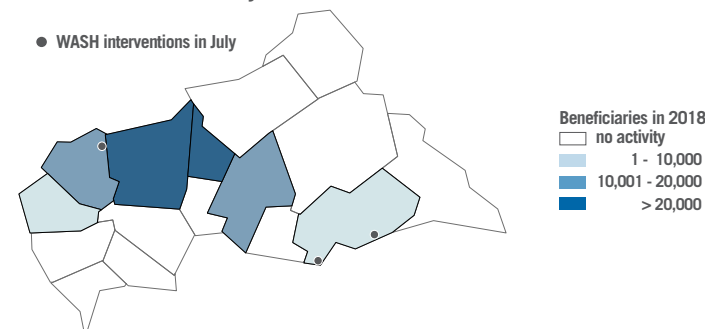 WASH interventions in July
Beneficiaries in 2018
no activity
1 - 10,000
10,001 - 20,000
> 20,000